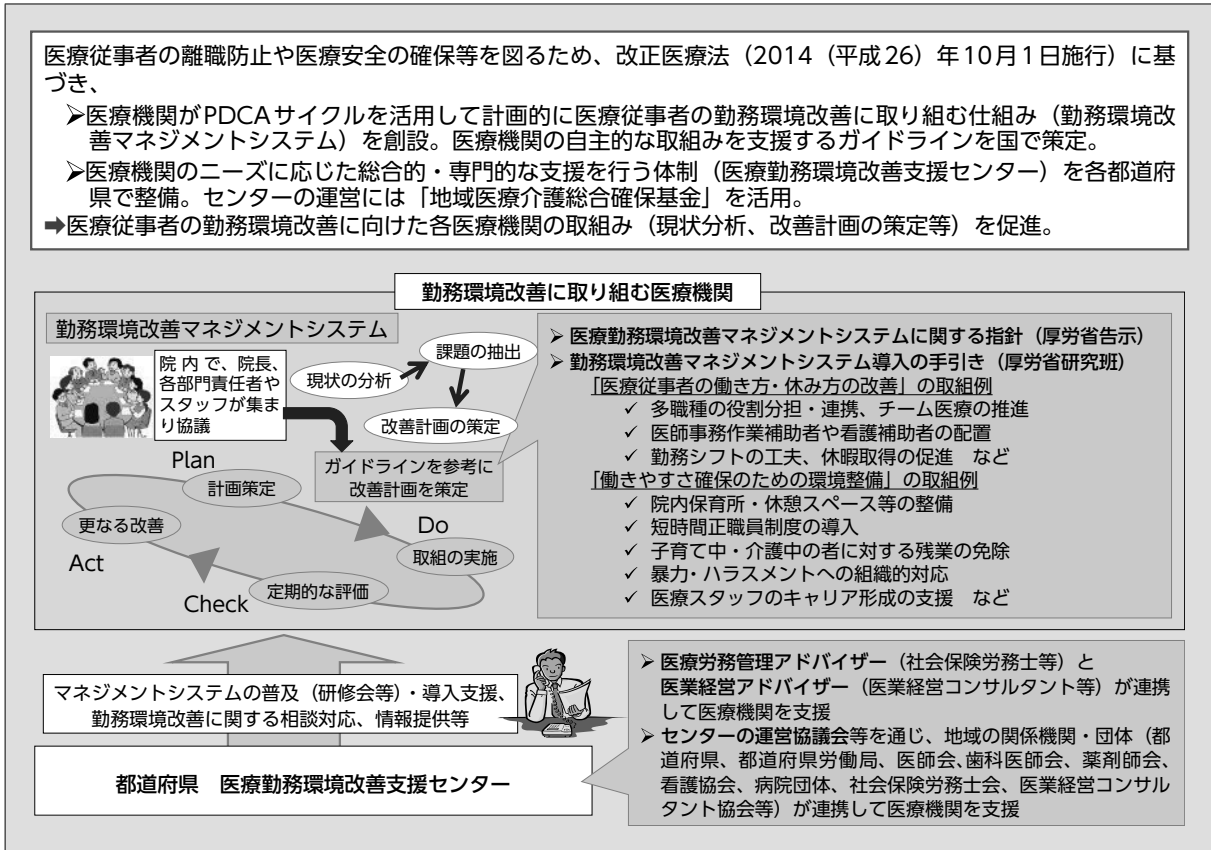 医療従事者の離職防止や医療安全の確保等を図るため、改正医療法（2014（平成26）年10月1日施行）に基
づき、
➢医療機関がPDCAサイクルを活用して計画的に医療従事者の勤務環境改善に取り組む仕組み（勤務環境改
善マネジメントシステム）を創設。医療機関の自主的な取組みを支援するガイドラインを国で策定。
➢医療機関のニーズに応じた総合的・専門的な支援を行う体制（医療勤務環境改善支援センター）を各都道府
県で整備。センターの運営には「地域医療介護総合確保基金」を活用。
➡医療従事者の勤務環境改善に向けた各医療機関の取組み（現状分析、改善計画の策定等）を促進。
勤務環境改善に取り組む医療機関
勤務環境改善マネジメントシステム
院内で、院長、
各部門責任者や
スタッフが集ま
り協議
現状の分析
課題の抽出
改善計画の策定
ガイドラインを参考に
改善計画を策定
Plan
計画策定
Do
取組の実施
Check
定期的な評価
Act
更なる改善
➢ 医療勤務環境改善マネジメントシステムに関する指針（厚労省告示）
➢ 勤務環境改善マネジメントシステム導入の手引き（厚労省研究班）
「医療従事者の働き方・休み方の改善」の取組例
✓ 多職種の役割分担・連携、チーム医療の推進
✓ 医師事務作業補助者や看護補助者の配置
✓ 勤務シフトの工夫、休暇取得の促進　など
「働きやすさ確保のための環境整備」の取組例
✓ 院内保育所・休憩スペース等の整備
✓ 短時間正職員制度の導入
✓ 子育て中・介護中の者に対する残業の免除
✓ 暴力・ハラスメントへの組織的対応
✓ 医療スタッフのキャリア形成の支援　など
マネジメントシステムの普及（研修会等）・導入支援、
勤務環境改善に関する相談対応、情報提供等
都道府県　医療勤務環境改善支援センター
➢ 医療労務管理アドバイザー（社会保険労務士等）と
医業経営アドバイザー（医業経営コンサルタント等）が連携
して医療機関を支援
➢ センターの運営協議会等を通じ、地域の関係機関・団体（都
道府県、都道府県労働局、医師会、歯科医師会、薬剤師会、
看護協会、病院団体、社会保険労務士会、医業経営コンサル
タント協会等）が連携して医療機関を支援